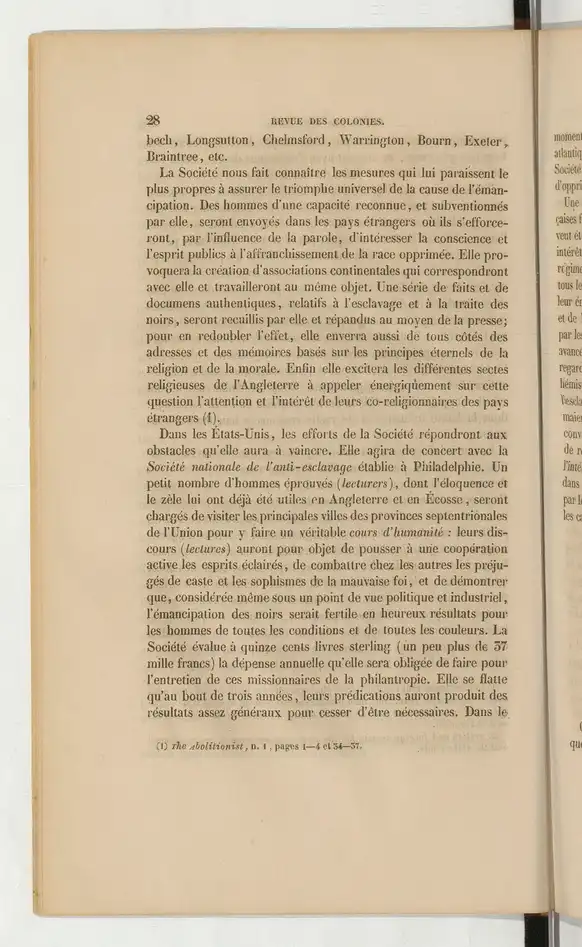 28 REVUE DES COLONIES.
bech, Longsutton, Chelmsford, Warrington, Bourn, Exeter,
Braintree, etc.
La Société nous fait connaître les mesures qui lui paraissent le
plus propres à assurer le triomphe universel de la cause de l'éman-
cipation. Des hommes d'une capacité reconnue, et subventionnés
par elle, seront envoyés dans les pays étrangers où ils s'efforce-
ront, par l'influence de la parole, d'intéresser la conscience et
l'esprit publics à l'affranchissement de la race opprimée. Elle pro-
voquera la création d'associations continentales qui correspondront
avec elle et travailleront au même objet. Une série de faits et de
documens authentiques, relatifs à l'esclavage et à la traite des
noirs, seront recuillis par elle et répandus au moyen de la presse;
pour en redoubler l'effet, elle enverra aussi de tous côtés des
adresses et des mémoires basés sur les principes éternels de la
religion et de la morale. Enfin elle excitera les différentes sectes
religieuses de l'Angleterre à appeler énergiquement sur cette
question l'attention et l'intérêt de leurs co-religionnaires des pays
étrangers (1).
Dans les États-Unis, les efforts de la Société répondront aux
obstacles qu'elle aura à vaincre. Elle agira de concert avec la
Société nationale de l'anti-esclavage établie à Philadelphie. Un
petit nombre d'hommes éprouvés (lecturers), dont l'éloquence et
le zèle lui ont déjà été utiles en Angleterre et en Écosse, seront
chargés de visiter les principales villes des provinces septentrionales
de l'Union pour y faire un véritable cours d'humanité : leurs dis-
cours (lectures) auront pour objet de pousser à une coopération
active les esprits éclairés, de combattre chez les autres les préju-
gés de caste et les sophismes de la mauvaise foi, et de démontrer
que, considérée même sous un point de vue politique et industriel,
l'émancipation des noirs serait fertile en heureux résultats pour
les hommes de toutes les conditions et de toutes les couleurs. La
Société évalue à quinze cents livres sterling (un peu plus de 37
mille francs) la dépense annuelle qu'elle sera obligée de faire pour
l'entretien de ces missionnaires de la philantropie. Elle se flatte
qu'au bout de trois années, leurs prédications auront produit des
résultats assez généraux pour cesser d'être nécessaires. Dans le
(1) The Abolitionist, n. 1, pages 1—4 et 34—37.